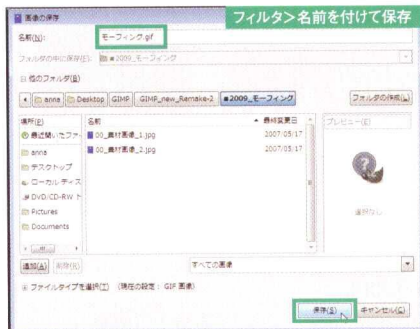 画像の保存
フィルタ>名前を付けて保存
名前(N): モーフィング.gif
フォルダの中に保存(F): ■2009_モーフィング
他のフォルダ(B)
anna Desktop GIMP GIMP_new_Remake-2 ■2009_モーフィング フォルダの作成(L)
場所(P) 名前 最終変更日 プレビュー(E)
最近開いたファ… 00_素材画像_1.jpg 2007/05/17
anna 00_素材画像_2.jpg 2007/05/17
デスクトップ
ローカル ディス
DVD/CD-RW ド
Pictures
Documents
選択なし
追加(A) 削除(R) すべての画像
ファイルタイプを選択(T) (現在の設定: GIF 画像)
保存(S) キャンセル(C)